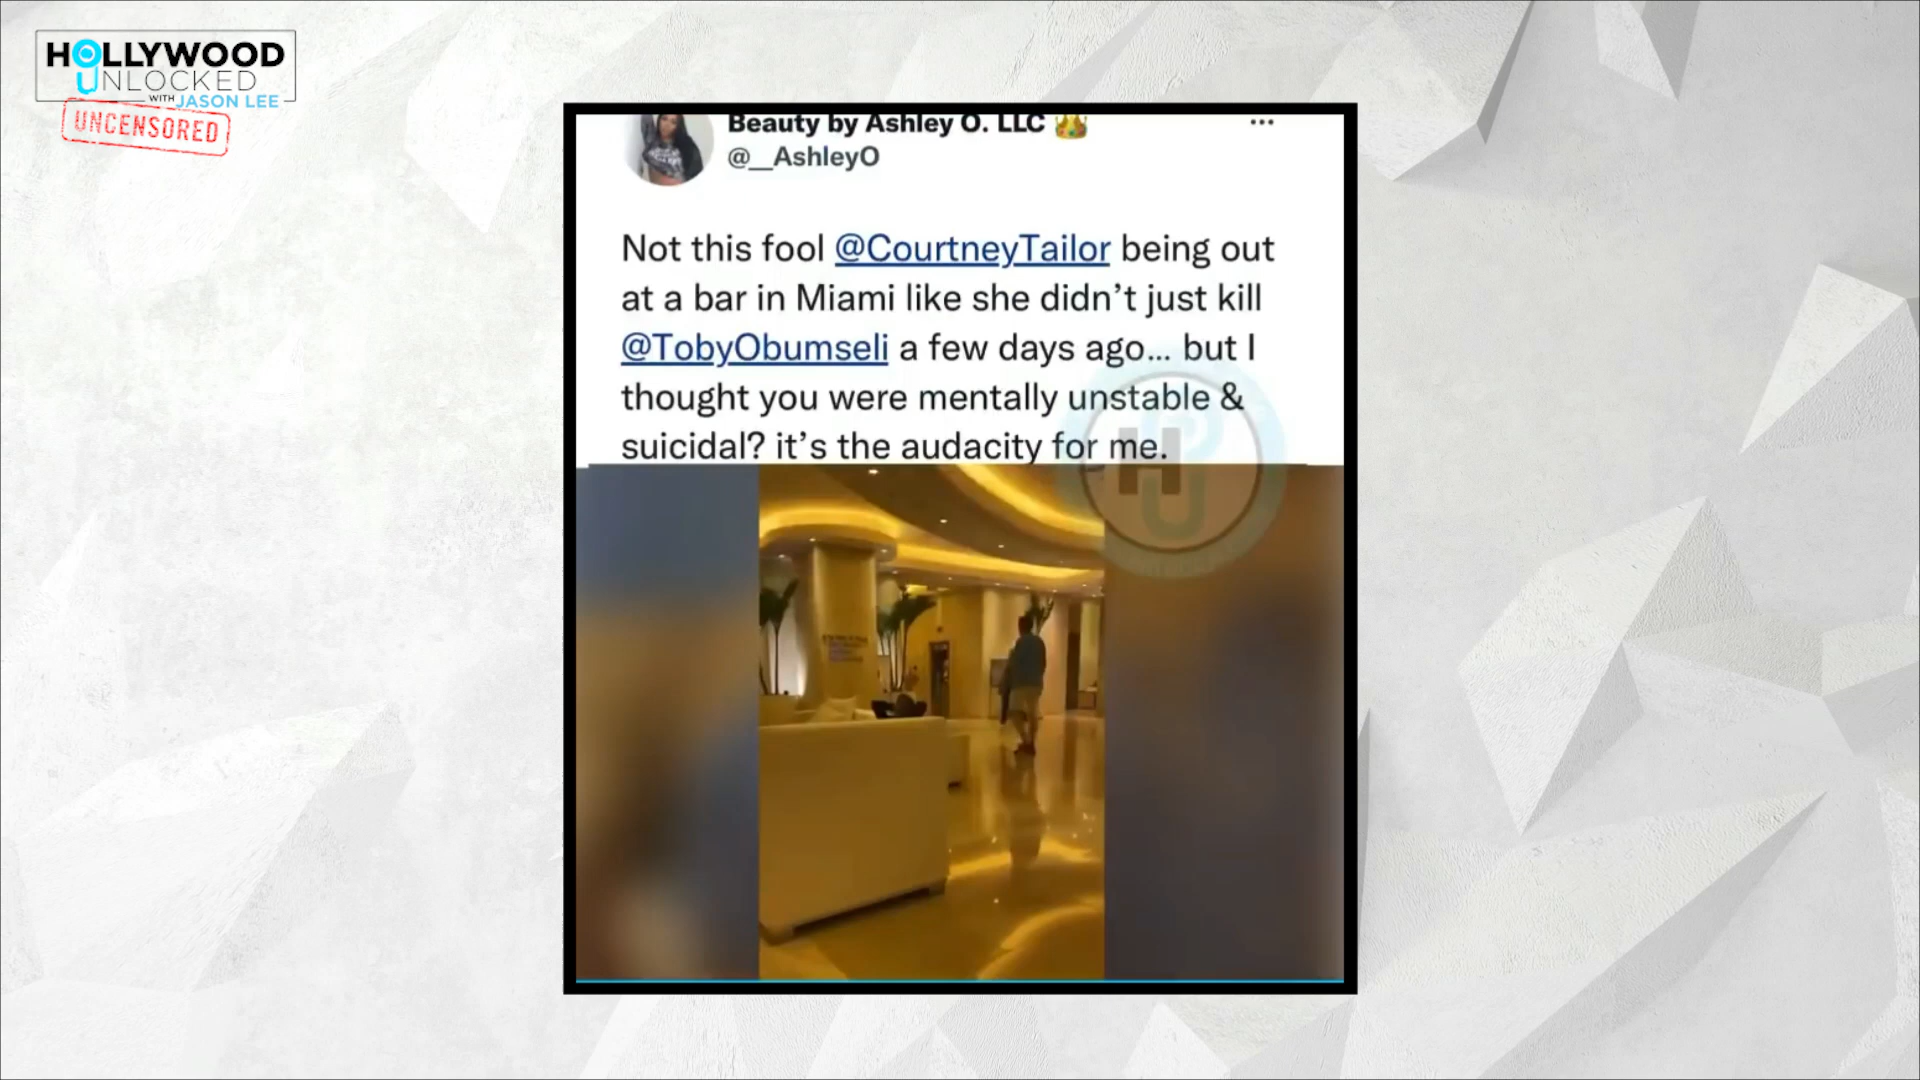 HOLLYWOOD
UNLOCKED
WITH JASON LEE
UNCENSORED
Beauty by Ashley O. LLC 👑
@__AshleyO
Not this fool @CourtneyTailor being out
at a bar in Miami like she didn’t just kill
@TobyObumseli a few days ago... but I
thought you were mentally unstable &
suicidal? it’s the audacity for me.
HU